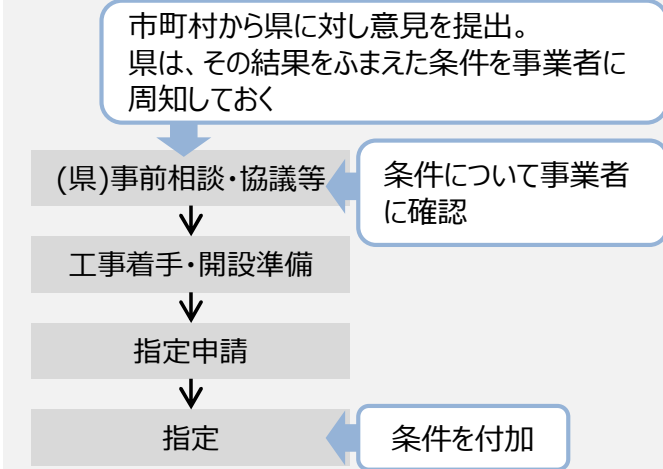 市町村から県に対し意見を提出。
県は、その結果をふまえた条件を事業者に
周知しておく
(県)事前相談・協議等
条件について事業者
に確認
工事着手・開設準備
指定申請
指定
条件を付加